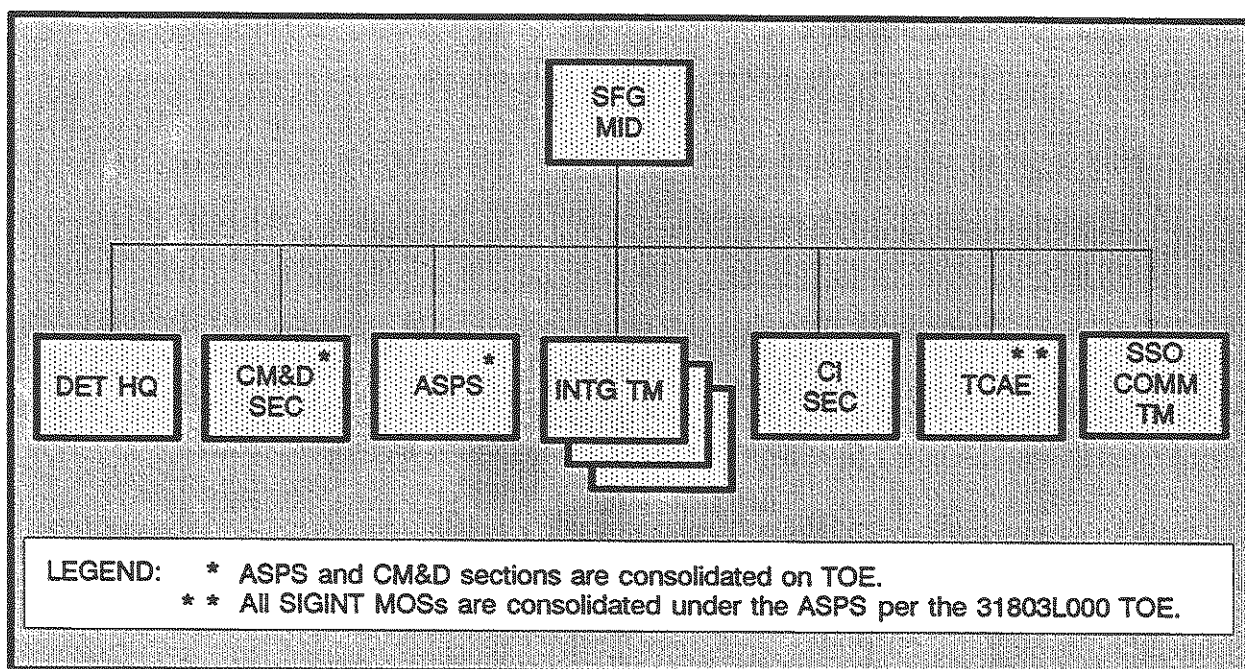 SFG
MID
DET HQ
CM&D *
SEC
ASPS *
INTG TM
CI
SEC
* *
TCAE
SSO
COMM
TM
LEGEND: * ASPS and CM&D sections are consolidated on TOE.
* * All SIGINT MOSs are consolidated under the ASPS per the 31803L000 TOE.